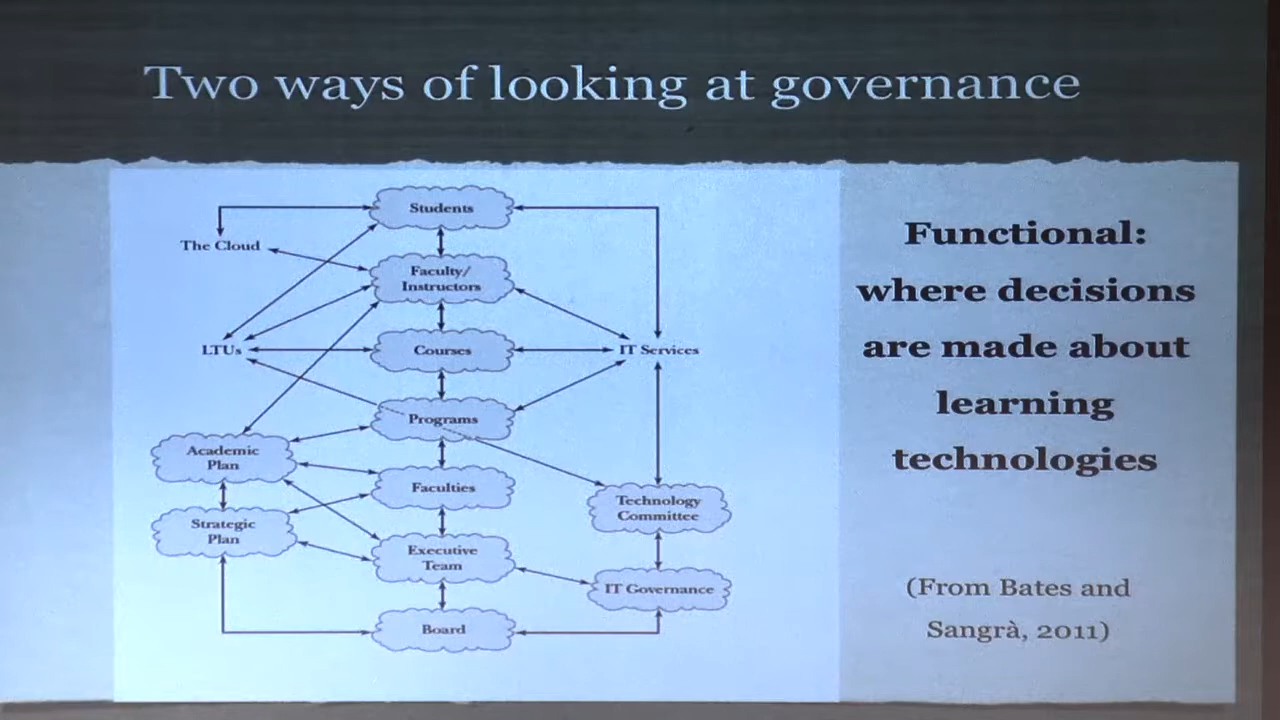 Two ways of looking at governance
Students
The Cloud
Faculty/
Instructors
LTUs
Courses
IT Services
Programs
Academic
Plan
Faculties
Technology
Committee
Strategic
Plan
Executive
Team
IT Governance
Board
Functional:
where decisions
are made about
learning
technologies
(From Bates and
Sangrà, 2011)